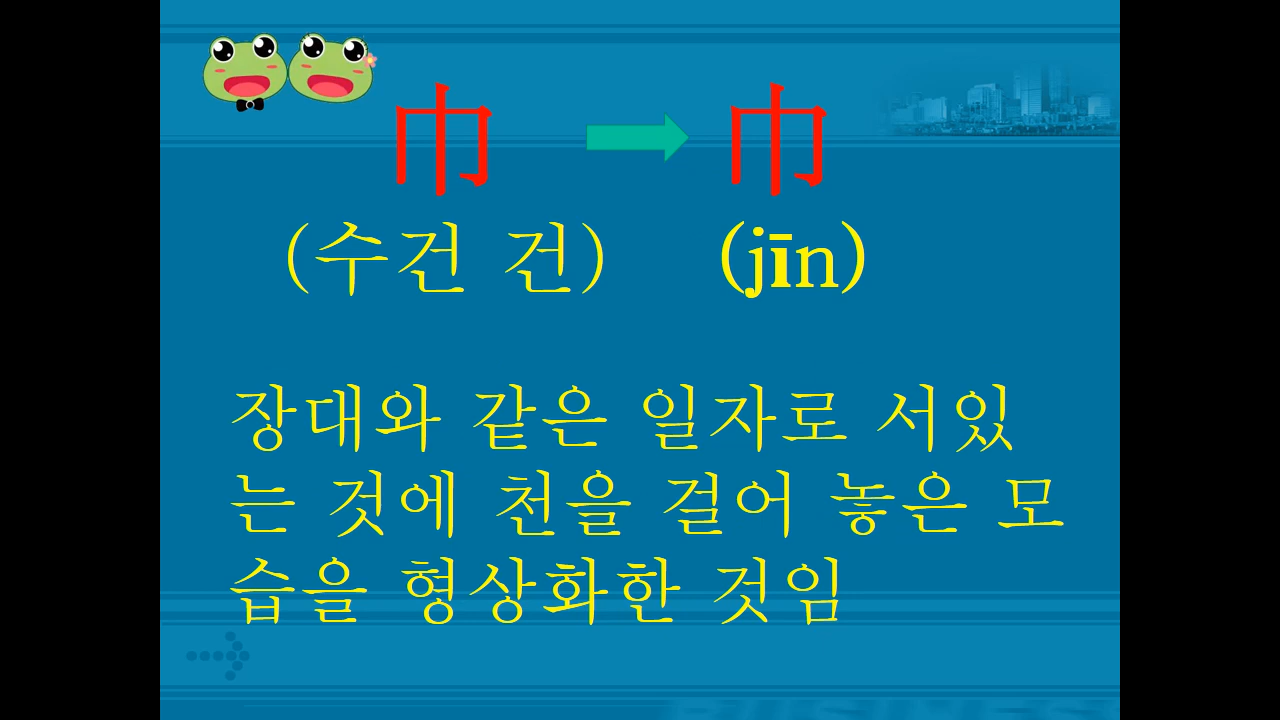 巾 巾
(수건 건) (jīn)
장대와 같은 일자로 서있
는 것에 천을 걸어 놓은 모
습을 형상화한 것임